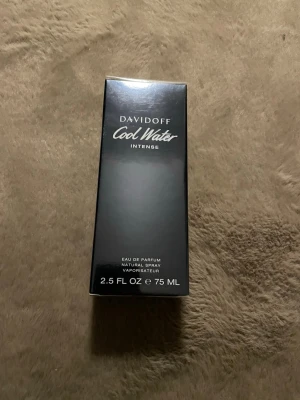 DAVIDOFF
Cool Water
INTENSE
EAU DE PARFUM
NATURAL SPRAY
VAPORISATEUR
2.5 FL OZ ℮ 75 ML